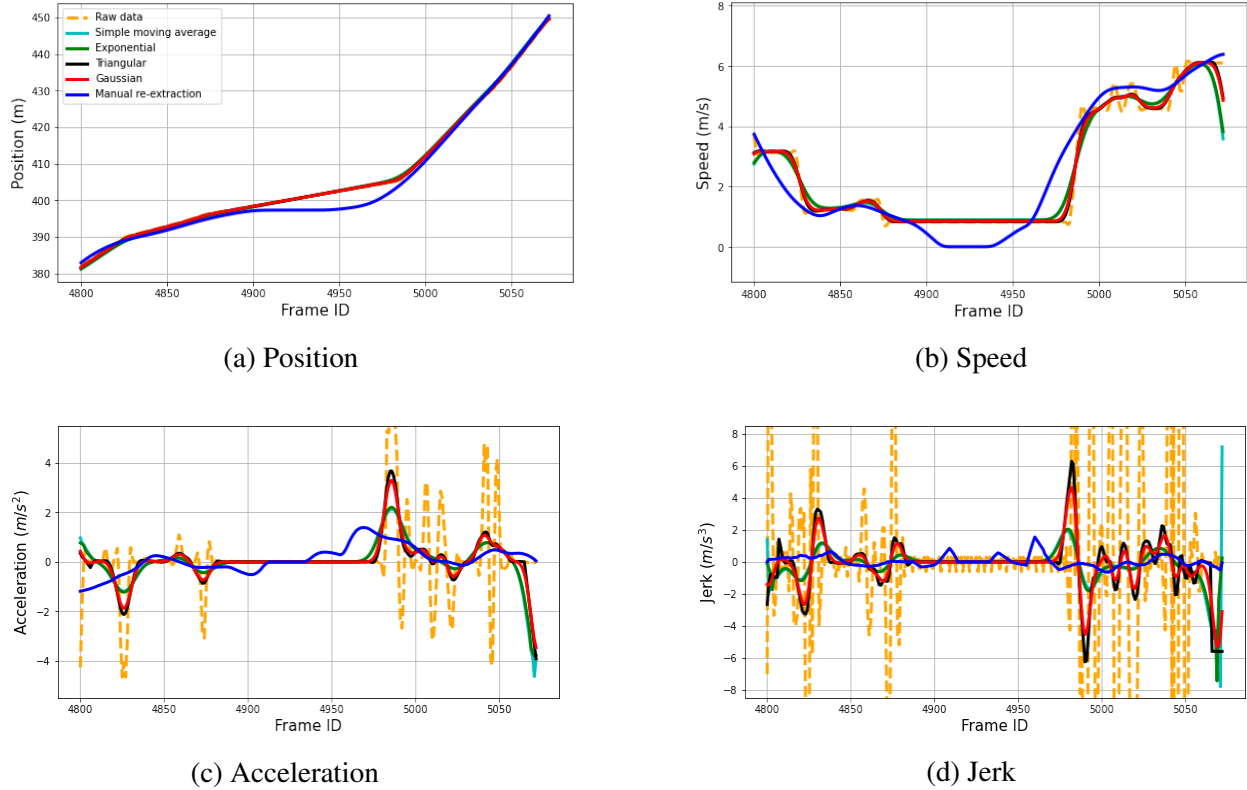 450
440
430
420
410
400
390
380
Position (m)
Raw data
Simple moving average
Exponential
Triangular
Gaussian
Manual re-extraction
4800 4850 4900 4950 5000 5050
Frame ID
(a) Position
8
6
4
2
0
Speed (m/s)
4800 4850 4900 4950 5000 5050
Frame ID
(b) Speed
4
2
0
−2
−4
Acceleration (m/s²)
4800 4850 4900 4950 5000 5050
Frame ID
(c) Acceleration
8
6
4
2
0
−2
−4
−6
−8
Jerk (m/s³)
4800 4850 4900 4950 5000 5050
Frame ID
(d) Jerk